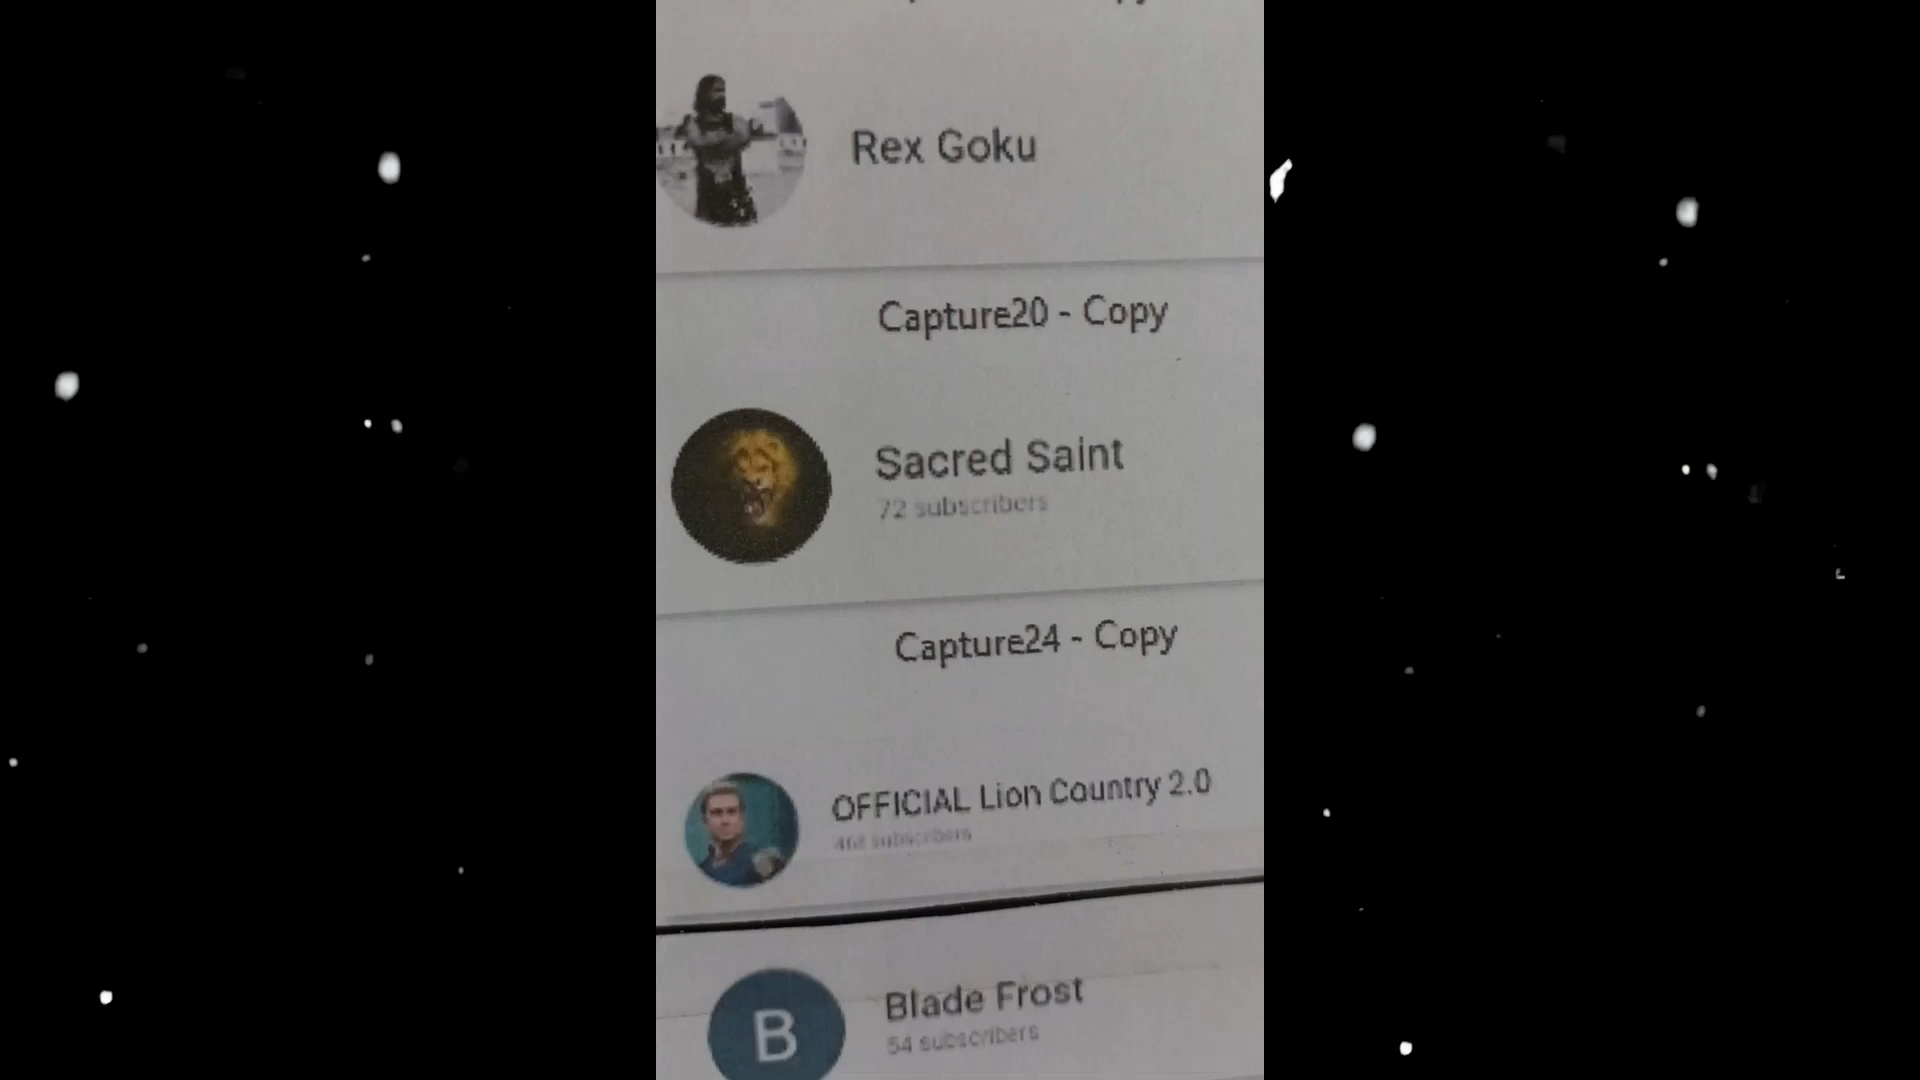 Rex Goku
Capture20 - Copy
Sacred Saint
72 subscribers
Capture24 - Copy
OFFICIAL Lion Country 2.0
subscribers
B
Blade Frost
54 subscribers